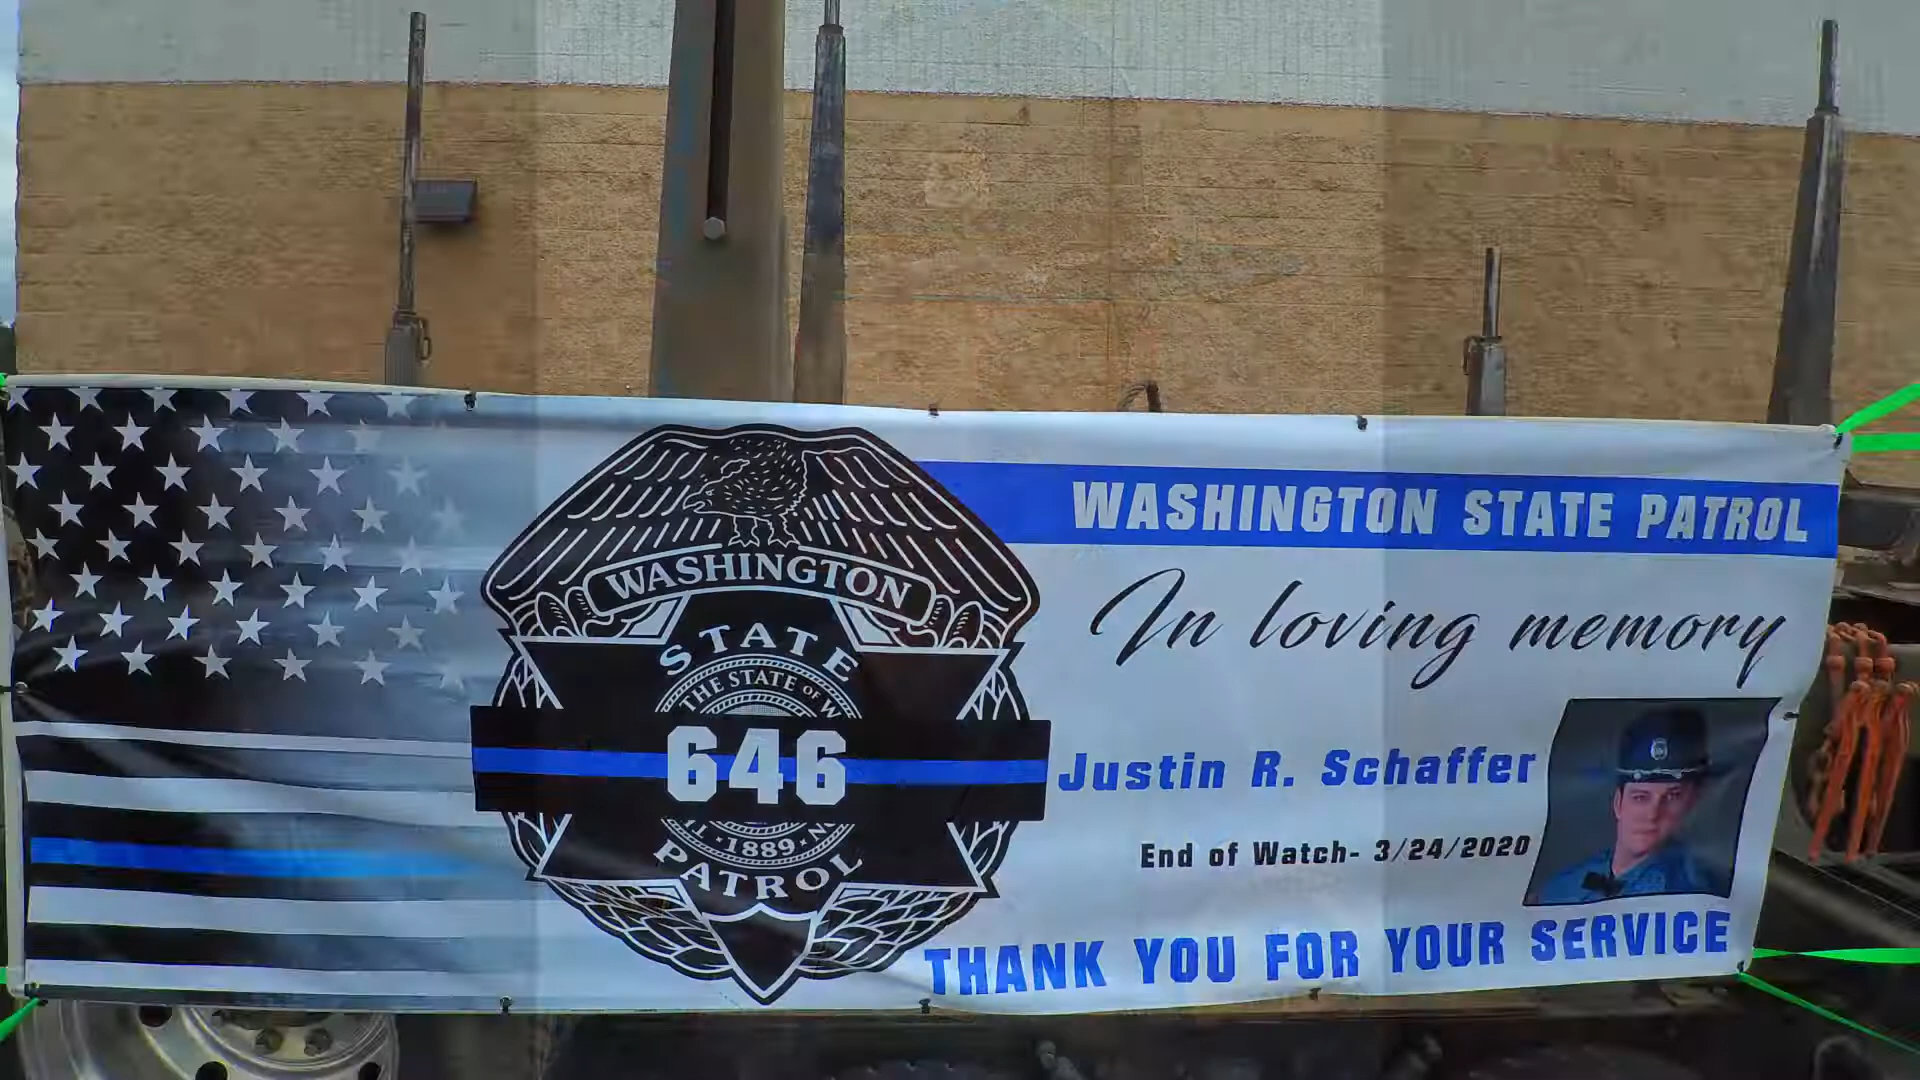 WASHINGTON
STATE
THE STATE OF W
646
1889
PATROL
WASHINGTON STATE PATROL
In loving memory
Justin R. Schaffer
End of Watch- 3/24/2020
THANK YOU FOR YOUR SERVICE